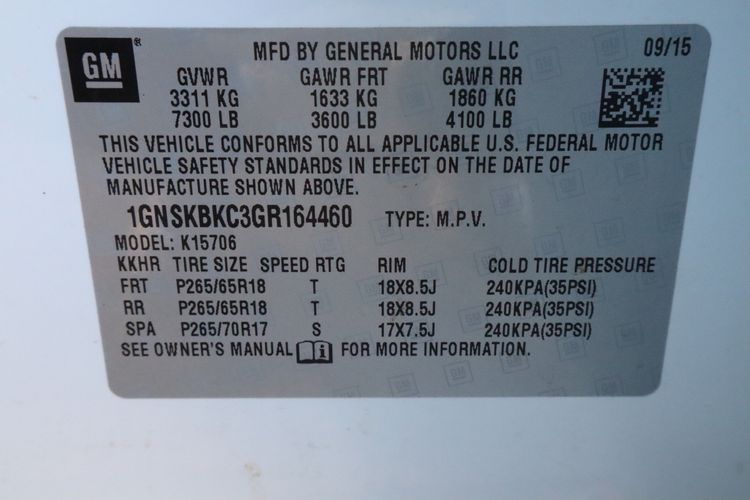 GM
MFD BY GENERAL MOTORS LLC 09/15
GVWR GAWR FRT GAWR RR
3311 KG 1633 KG 1860 KG
7300 LB 3600 LB 4100 LB
THIS VEHICLE CONFORMS TO ALL APPLICABLE U.S. FEDERAL MOTOR
VEHICLE SAFETY STANDARDS IN EFFECT ON THE DATE OF
MANUFACTURE SHOWN ABOVE.
1GNSKBKC3GR164460 TYPE: M.P.V.
MODEL: K15706
KKHR TIRE SIZE SPEED RTG RIM COLD TIRE PRESSURE
FRT P265/65R18 T 18X8.5J 240KPA(35PSI)
RR P265/65R18 T 18X8.5J 240KPA(35PSI)
SPA P265/70R17 S 17X7.5J 240KPA(35PSI)
SEE OWNER'S MANUAL i FOR MORE INFORMATION.